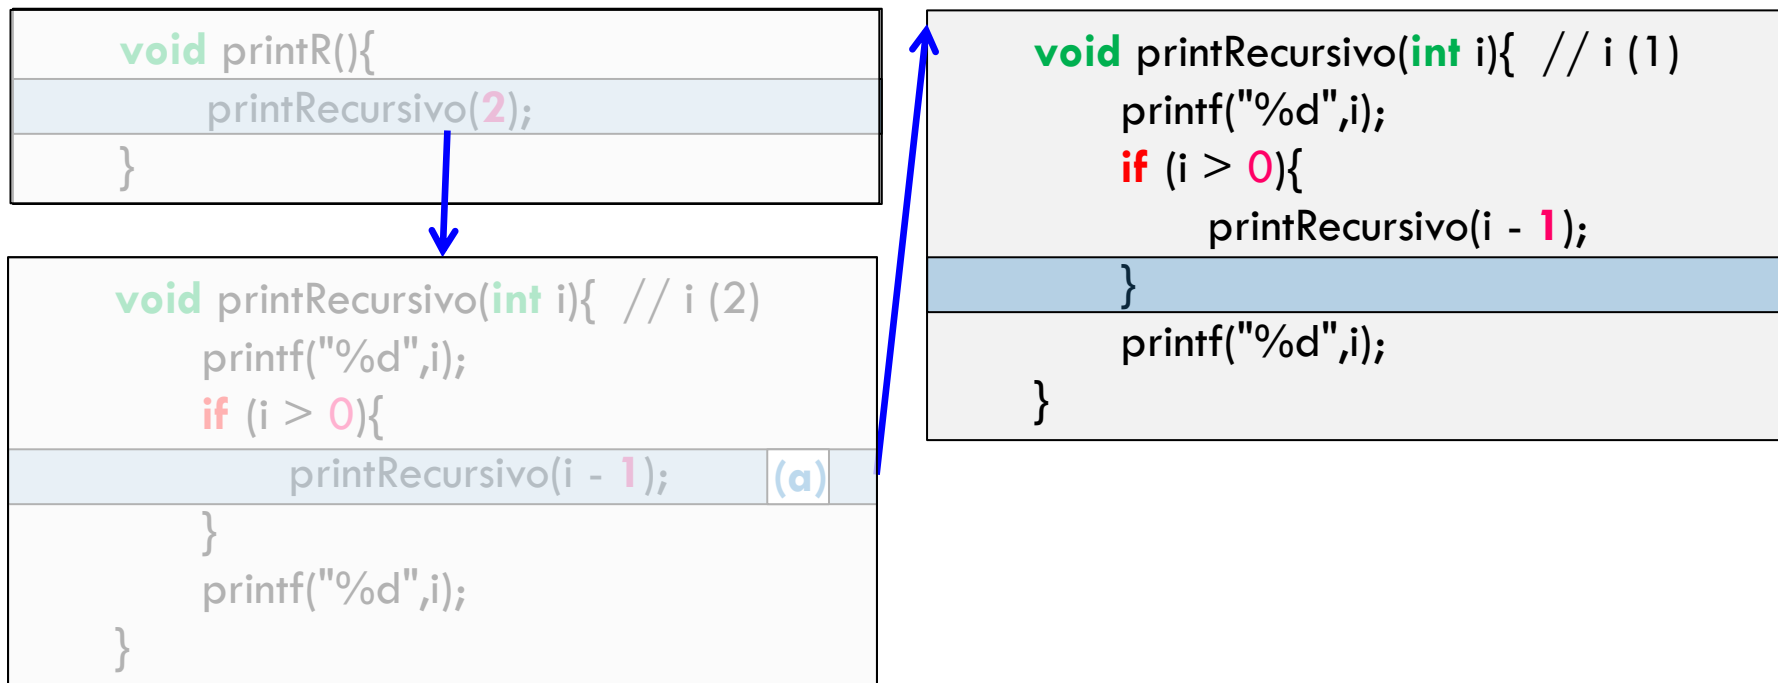 void printR(){
printRecursivo(2);
}
void printRecursivo(int i){ // i (2)
printf("%d",i);
if (i > 0){
printRecursivo(i - 1); (a)
}
printf("%d",i);
}
void printRecursivo(int i){ // i (1)
printf("%d",i);
if (i > 0){
printRecursivo(i - 1);
}
printf("%d",i);
}